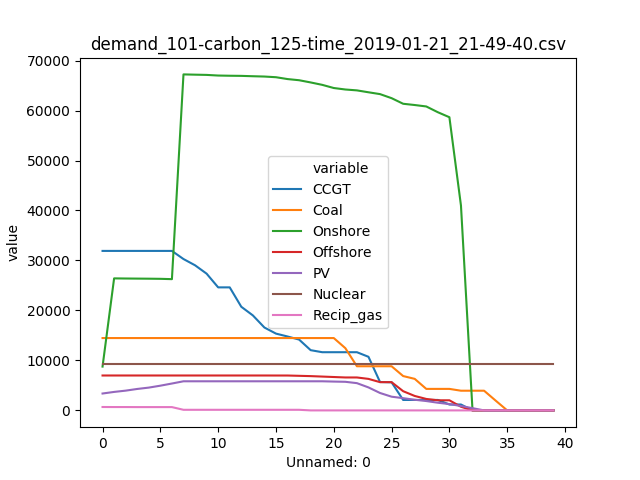 demand_101-carbon_125-time_2019-01-21_21-49-40.csv
70000
60000
50000
40000
30000
20000
10000
0
value
variable
CCGT
Coal
Onshore
Offshore
PV
Nuclear
Recip_gas
0 5 10 15 20 25 30 35 40
Unnamed: 0